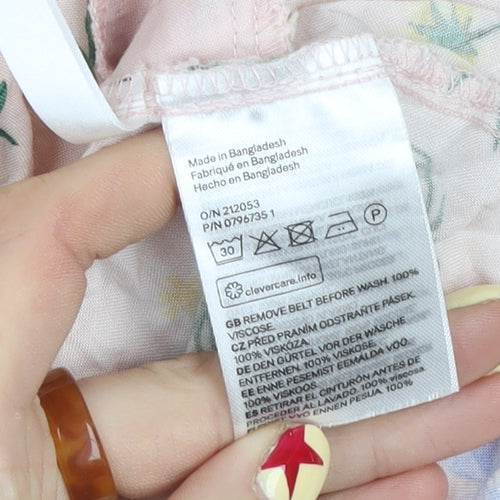 Made in Bangladesh
Fabriqué en Bangladesh
Hecho en Bangladesh
O/N 212053
P/N 0796735 1
30
P
clevercare.info
GB REMOVE BELT BEFORE WASH. 100%
VISCOSE.
CZ PŘED PRANÍM ODSTRAŇTE PÁSEK.
100% VISKÓZA.
DE DEN GÜRTEL VOR DER WÄSCHE
ENTFERNEN. 100% VISKOSE.
EE ENNE PESEMIST EEMALDA VÖÖ.
100% VISKOOS
ES RETIRAR EL CINTURÓN ANTES DE
PROCEDER AL LAVADO. 100% viscosa.
VYÖ ENNEN PESUA. 100%